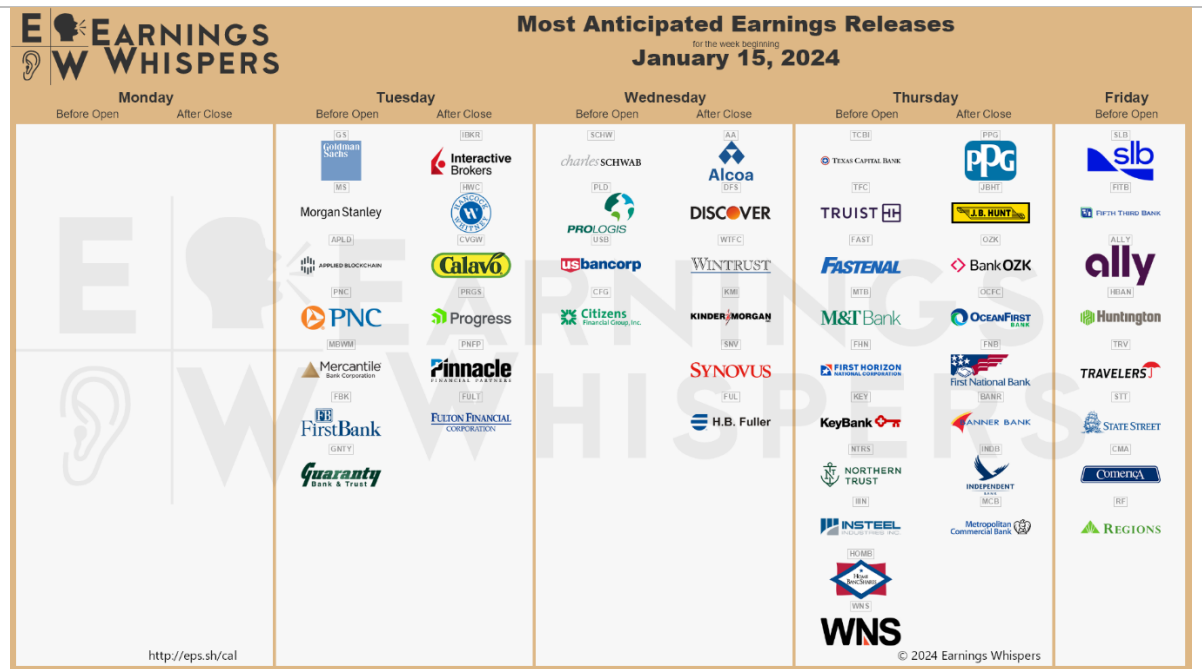 E EARNINGS
W WHISPERS
Most Anticipated Earnings Releases
for the week beginning
January 15, 2024
Monday
Before Open After Close
Tuesday
Before Open After Close
Wednesday
Before Open After Close
Thursday
Before Open After Close
Friday
Before Open
GS
Goldman
Sachs
MS
Morgan Stanley
APLD
APPLIED BLOCKCHAIN
PNC
PNC
MBWM
Mercantile
Bank Corporation
FBK
FB
FirstBank
GNTY
Guaranty
Bank & Trust
IBKR
Interactive
Brokers
HWC
HANCOCK
WHITNEY
CVGW
Calavo
PRGS
Progress
PNFP
Pinnacle
FINANCIAL PARTNERS
FULT
FULTON FINANCIAL
CORPORATION
SCHW
charles SCHWAB
PLD
PROLOGIS
USB
usbancorp
CFG
Citizens
Financial Group, Inc.
AA
Alcoa
DFS
DISCOVER
WTFC
WINTRUST
KMI
KINDER MORGAN
SNV
SYNOVUS
FUL
H.B. Fuller
TCBI
TEXAS CAPITAL BANK
TFC
TRUIST
FAST
FASTENAL
MTB
M&T Bank
FHN
FIRST HORIZON
NATIONAL CORPORATION
KEY
KeyBank
NTRS
NORTHERN
TRUST
IIIN
INSTEEL
INDUSTRIES INC.
HOMB
HOME
BANCSHARES
WNS
WNS
PPG
PPG
JBHT
J.B. HUNT
OZK
Bank OZK
OCFC
OCEANFIRST
BANK
FNB
First National Bank
BANR
BANNER BANK
INDB
INDEPENDENT
BANK
MCB
Metropolitan
Commercial Bank
SLB
slb
FITB
FIFTH THIRD BANK
ALLY
ally
HBAN
Huntington
TRV
TRAVELERS
STT
STATE STREET
CMA
Comerica
RF
REGIONS
E EARNINGS
W WHISPERS
http://eps.sh/cal
© 2024 Earnings Whispers